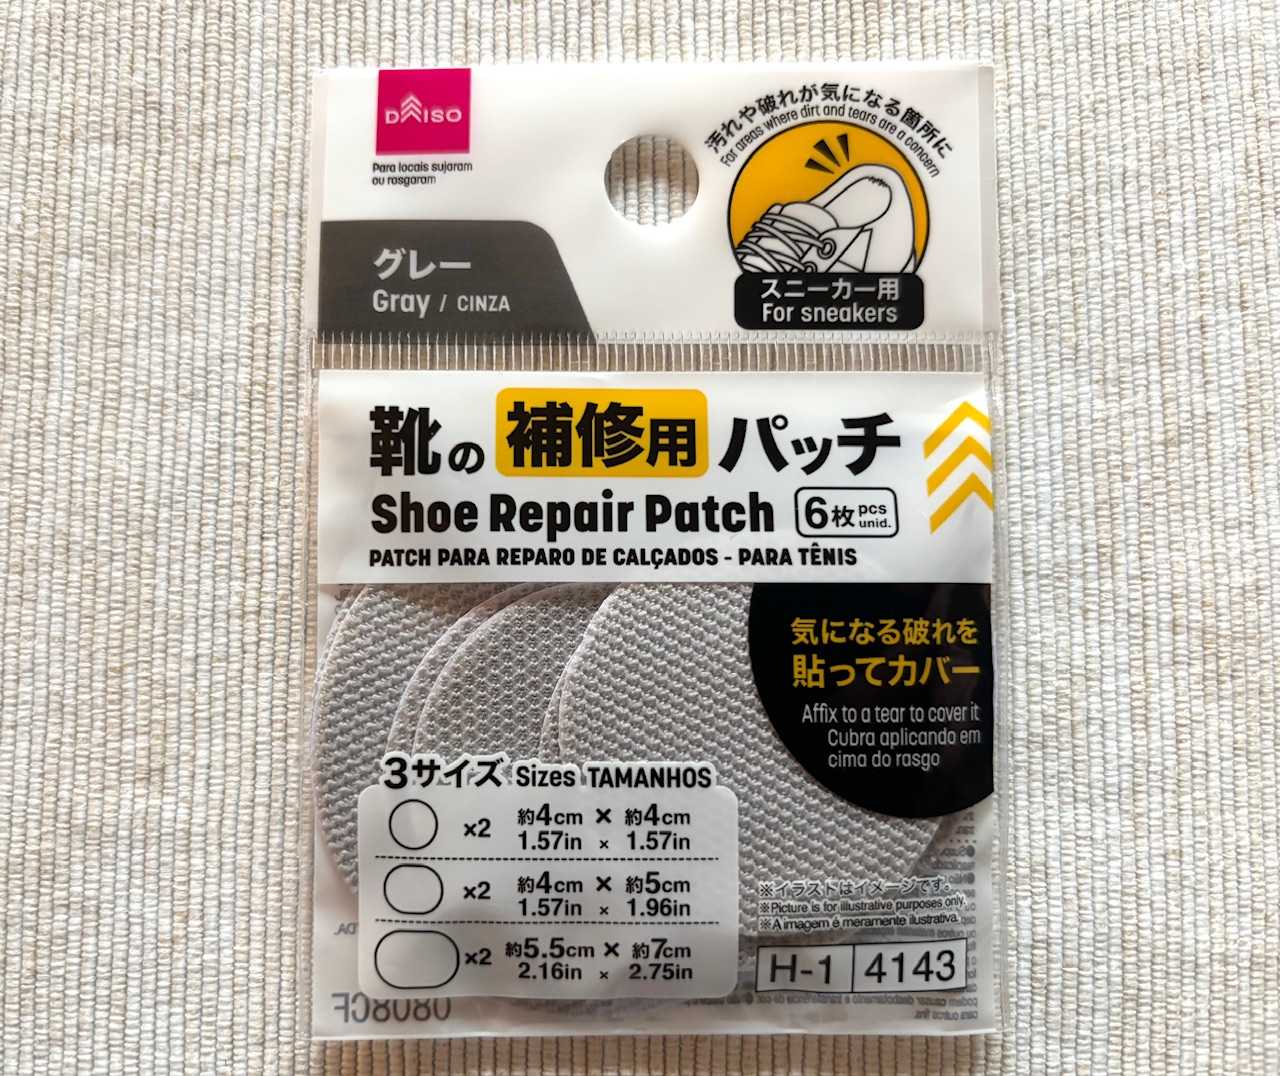 DAISO
Para locais sujaram
ou rasgaram
汚れや破れが気になる箇所に
For areas where dirt and tears are a concern
スニーカー用
For sneakers
グレー
Gray / CINZA
靴の補修用パッチ
Shoe Repair Patch 6枚 pcs unid.
PATCH PARA REPARO DE CALÇADOS - PARA TÊNIS
気になる破れを
貼ってカバー
Affix to a tear to cover it
Cubra aplicando em
cima do rasgo
3サイズ Sizes TAMANHOS
×2 約4cm × 約4cm
1.57in × 1.57in
×2 約4cm × 約5cm
1.57in × 1.96in
×2 約5.5cm × 約7cm
2.16in × 2.75in
※イラストはイメージです。
※Picture is for illustrative purposes only.
※A imagem é meramente ilustrativa.
H-1 4143